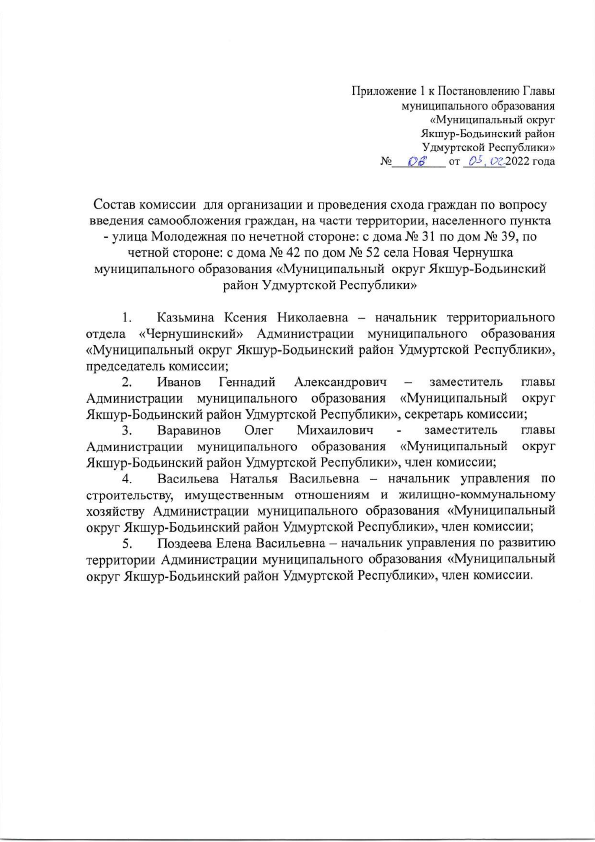 Приложение 1 к Постановлению Главы
муниципального образования
«Муниципальный округ
Якшур-Бодьинский район
Удмуртской Республики»
№ 06 от 03.02.2022 года
Состав комиссии для организации и проведения схода граждан по вопросу
введения самообложения граждан, на части территории, населенного пункта
- улица Молодежная по нечетной стороне: с дома № 31 по дом № 39, по
четной стороне: с дома № 42 по дом № 52 села Новая Чернушка
муниципального образования «Муниципальный округ Якшур-Бодьинский
район Удмуртской Республики»
1. Казьмина Ксения Николаевна – начальник территориального
отдела «Чернушинский» Администрации муниципального образования
«Муниципальный округ Якшур-Бодьинский район Удмуртской Республики»,
председатель комиссии;
2. Иванов Геннадий Александрович – заместитель главы
Администрации муниципального образования «Муниципальный округ
Якшур-Бодьинский район Удмуртской Республики», секретарь комиссии;
3. Варавинов Олег Михаилович - заместитель главы
Администрации муниципального образования «Муниципальный округ
Якшур-Бодьинский район Удмуртской Республики», член комиссии;
4. Васильева Наталья Васильевна – начальник управления по
строительству, имущественным отношениям и жилищно-коммунальному
хозяйству Администрации муниципального образования «Муниципальный
округ Якшур-Бодьинский район Удмуртской Республики», член комиссии;
5. Поздеева Елена Васильевна – начальник управления по развитию
территории Администрации муниципального образования «Муниципальный
округ Якшур-Бодьинский район Удмуртской Республики», член комиссии.